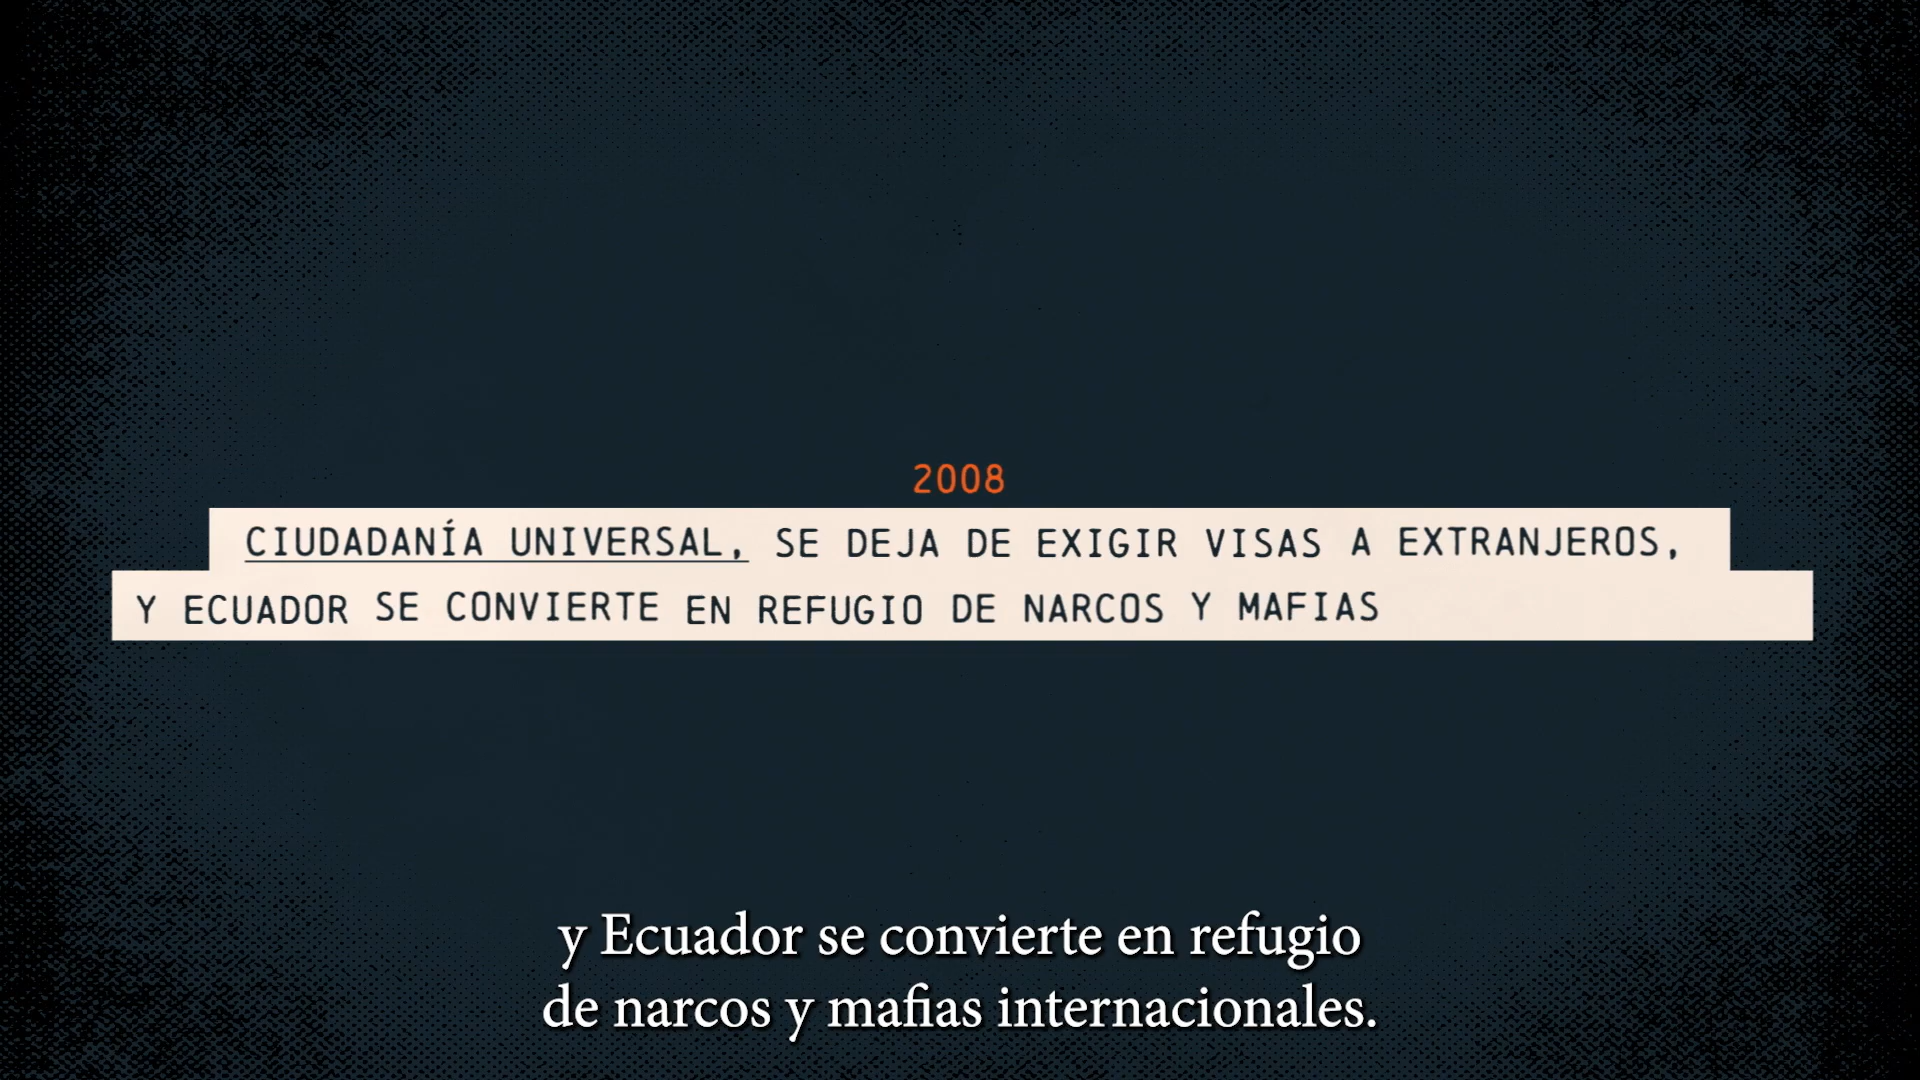 2008
CIUDADANÍA UNIVERSAL, SE DEJA DE EXIGIR VISAS A EXTRANJEROS,
Y ECUADOR SE CONVIERTE EN REFUGIO DE NARCOS Y MAFIAS
y Ecuador se convierte en refugio
de narcos y mafias internacionales.